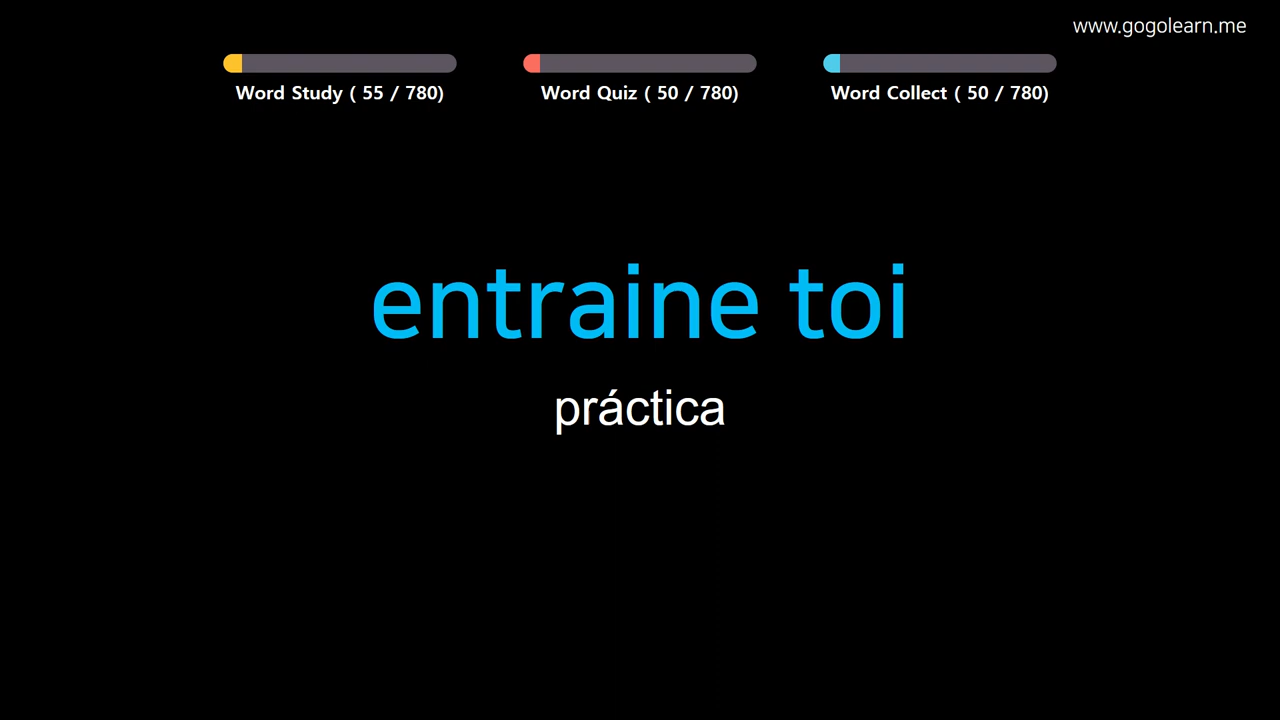 www.gogolearn.me
Word Study ( 55 / 780)
Word Quiz ( 50 / 780)
Word Collect ( 50 / 780)
entraine toi
práctica